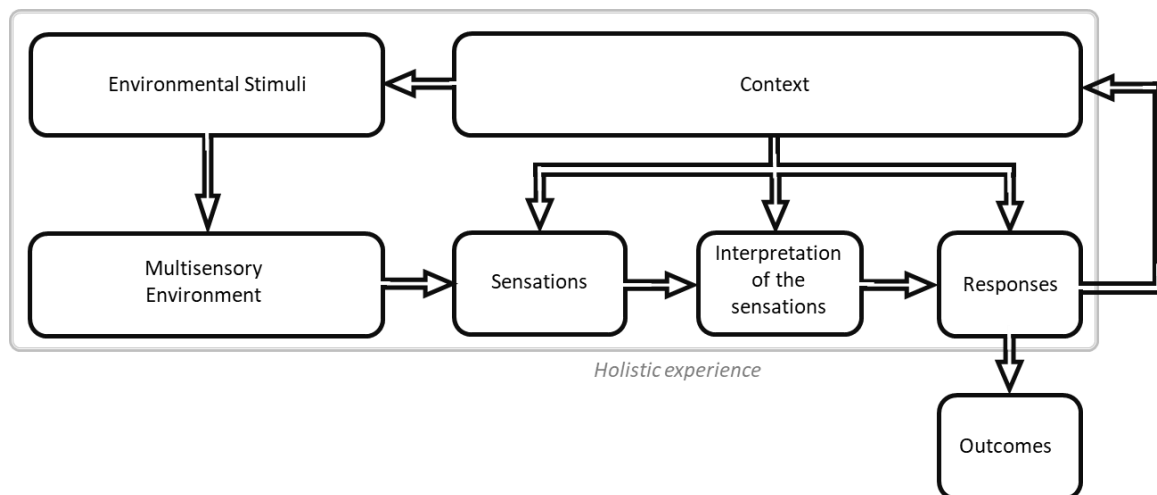 Environmental Stimuli
Context
Multisensory
Environment
Sensations
Interpretation
of the
sensations
Responses
Holistic experience
Outcomes